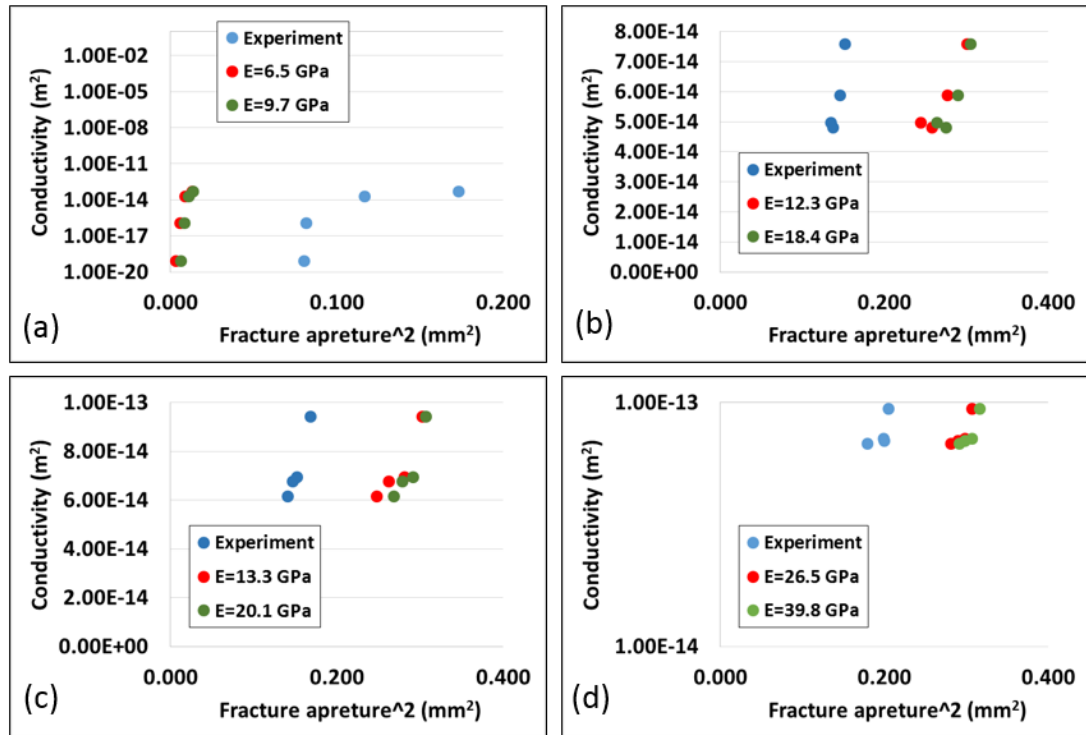 1.00E-02
1.00E-05
1.00E-08
1.00E-11
1.00E-14
1.00E-17
1.00E-20
Conductivity (m²)
Experiment
E=6.5 GPa
E=9.7 GPa
0.000
0.100
0.200
Fracture apreture^2 (mm²)
(a)
8.00E-14
7.00E-14
6.00E-14
5.00E-14
4.00E-14
3.00E-14
2.00E-14
1.00E-14
0.00E+00
Conductivity (m²)
Experiment
E=12.3 GPa
E=18.4 GPa
0.000
0.200
0.400
Fracture apreture^2 (mm²)
(b)
1.00E-13
8.00E-14
6.00E-14
4.00E-14
2.00E-14
0.00E+00
Conductivity (m²)
Experiment
E=13.3 GPa
E=20.1 GPa
0.000
0.200
0.400
Fracture apreture^2 (mm²)
(c)
1.00E-13
1.00E-14
Conductivity (m²)
Experiment
E=26.5 GPa
E=39.8 GPa
0.000
0.200
0.400
Fracture apreture^2 (mm²)
(d)